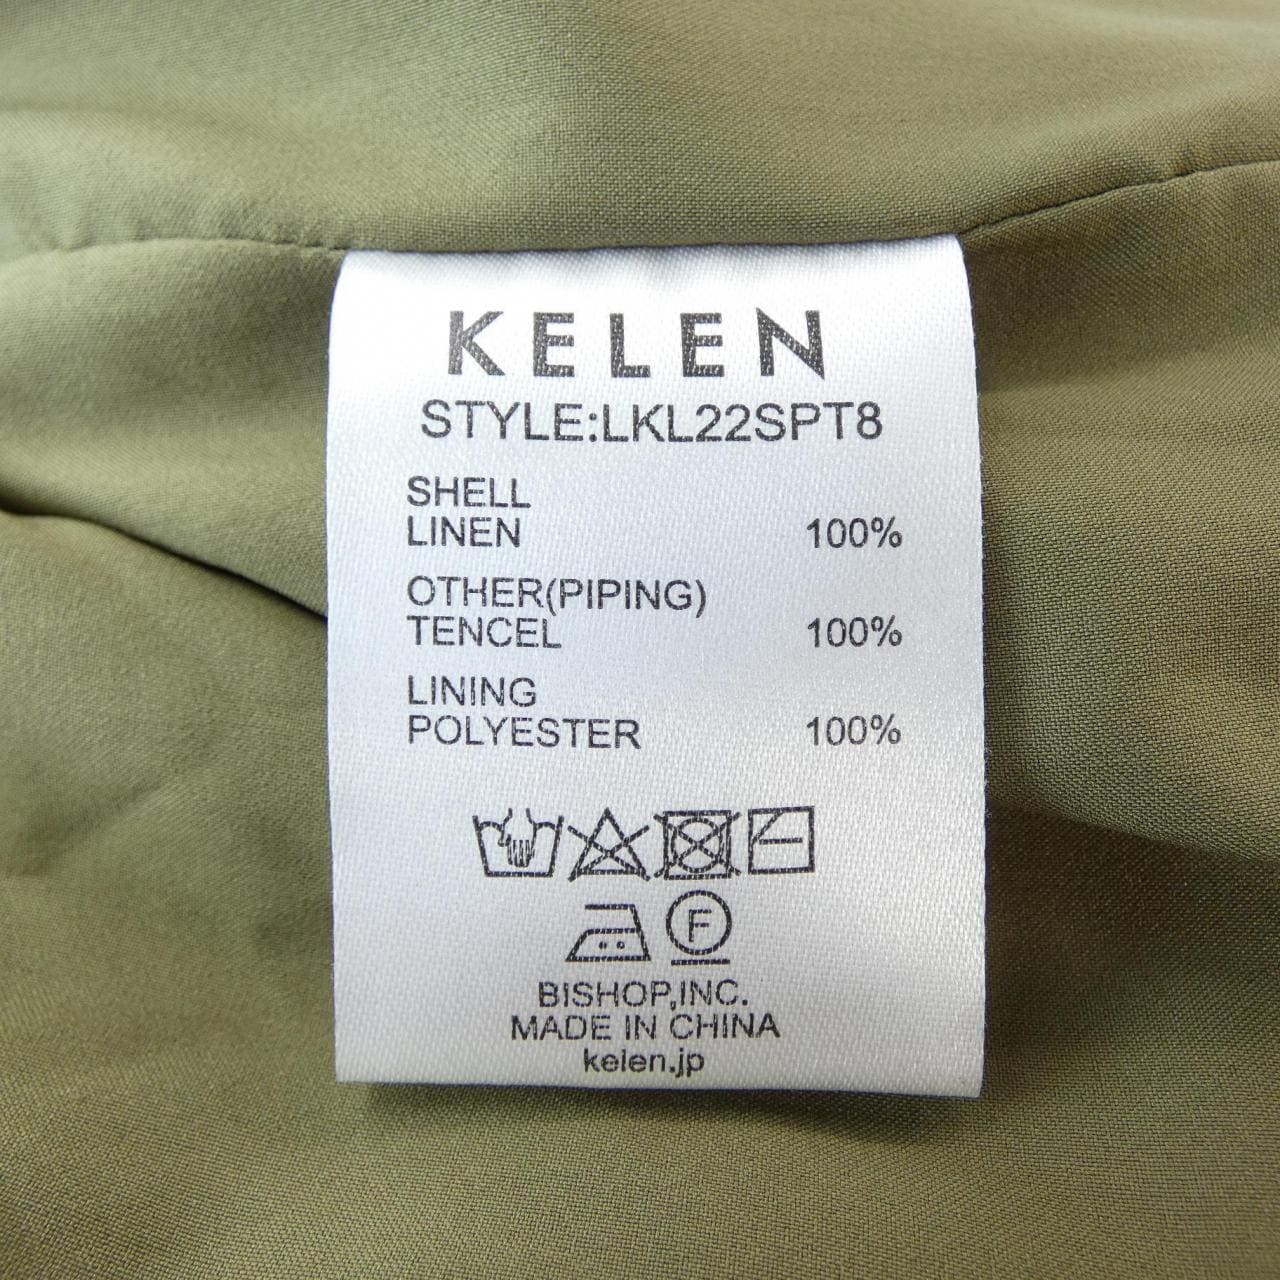 KELEN
STYLE:LKL22SPT8
SHELL
LINEN 100%
OTHER(PIPING)
TENCEL 100%
LINING
POLYESTER 100%
F
BISHOP,INC.
MADE IN CHINA
kelen.jp